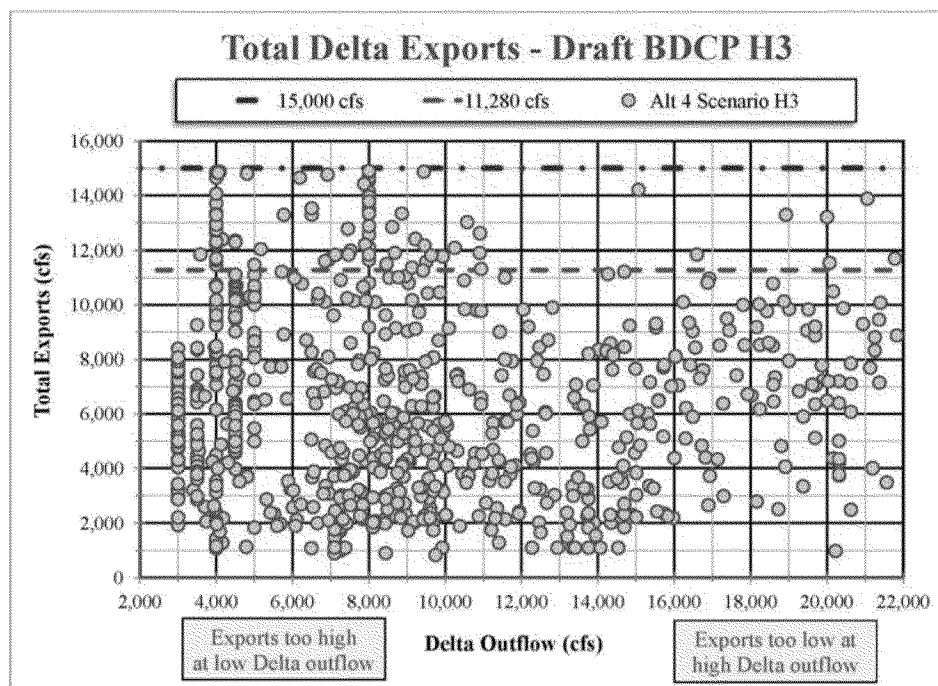 Total Delta Exports - Draft BDCP H3
15,000 cfs
11,280 cfs
Alt 4 Scenario H3
Total Exports (cfs)
16,000
14,000
12,000
10,000
8,000
6,000
4,000
2,000
0
2,000 4,000 6,000 8,000 10,000 12,000 14,000 16,000 18,000 20,000 22,000
Delta Outflow (cfs)
Exports too high
at low Delta outflow
Exports too low at
high Delta outflow